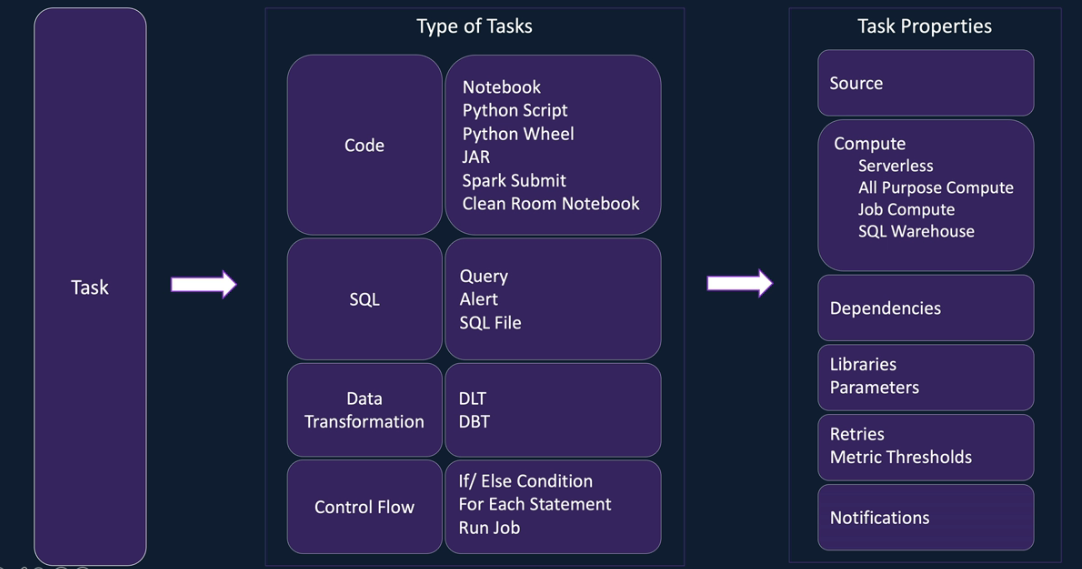 Task
Type of Tasks
Code
Notebook
Python Script
Python Wheel
JAR
Spark Submit
Clean Room Notebook
SQL
Query
Alert
SQL File
Data
Transformation
DLT
DBT
Control Flow
If/ Else Condition
For Each Statement
Run Job
Task Properties
Source
Compute
Serverless
All Purpose Compute
Job Compute
SQL Warehouse
Dependencies
Libraries
Parameters
Retries
Metric Thresholds
Notifications